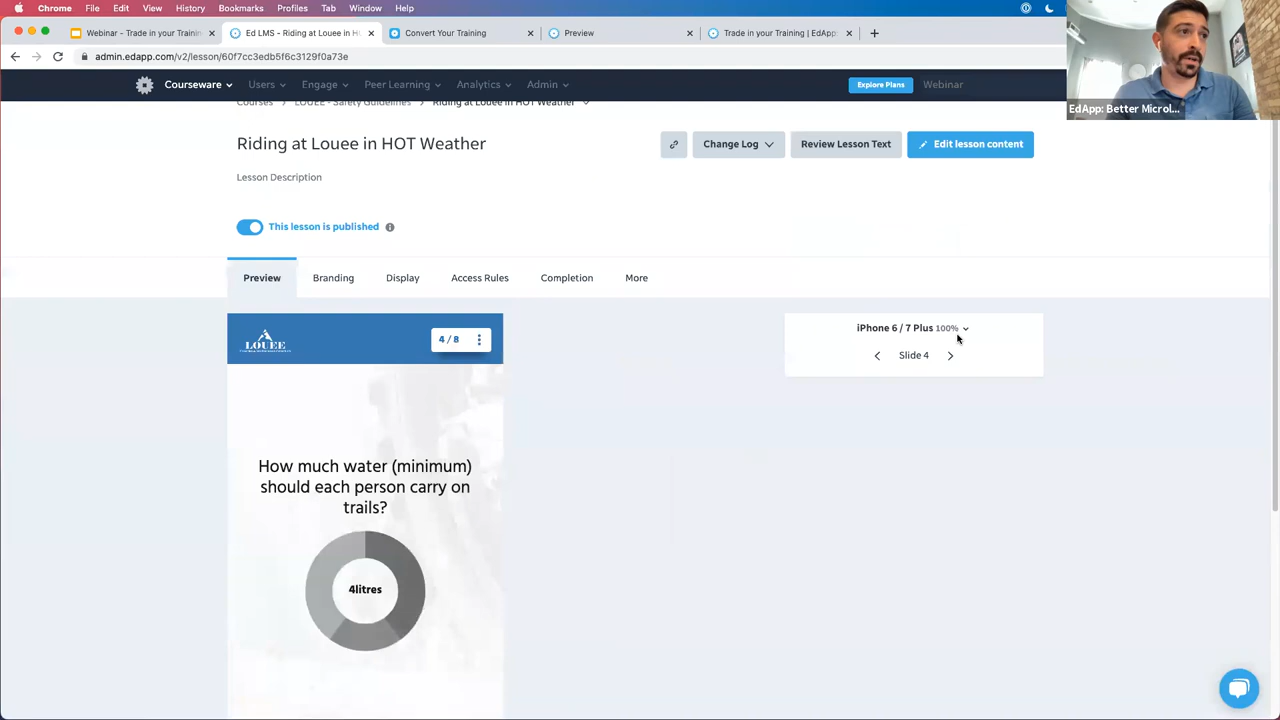 Chrome File Edit View History Bookmarks Profiles Tab Window Help
Webinar - Trade in your Trainin
Ed LMS - Riding at Louee in H
Convert Your Training
Preview
Trade in your Training | EdApp:
admin.edapp.com/v2/lesson/60f7cc3edb5f6c3129f0a73e
Courseware Users Engage Peer Learning Analytics Admin
Explore Plans
Webinar
EdApp: Better Microl...
Courses LOUEE - Safety Guidelines Riding at Louee in HOT Weather
Riding at Louee in HOT Weather
Change Log
Review Lesson Text
Edit lesson content
Lesson Description
This lesson is published
Preview Branding Display Access Rules Completion More
LOUEE
4 / 8
iPhone 6 / 7 Plus 100%
Slide 4
How much water (minimum)
should each person carry on
trails?
4litres